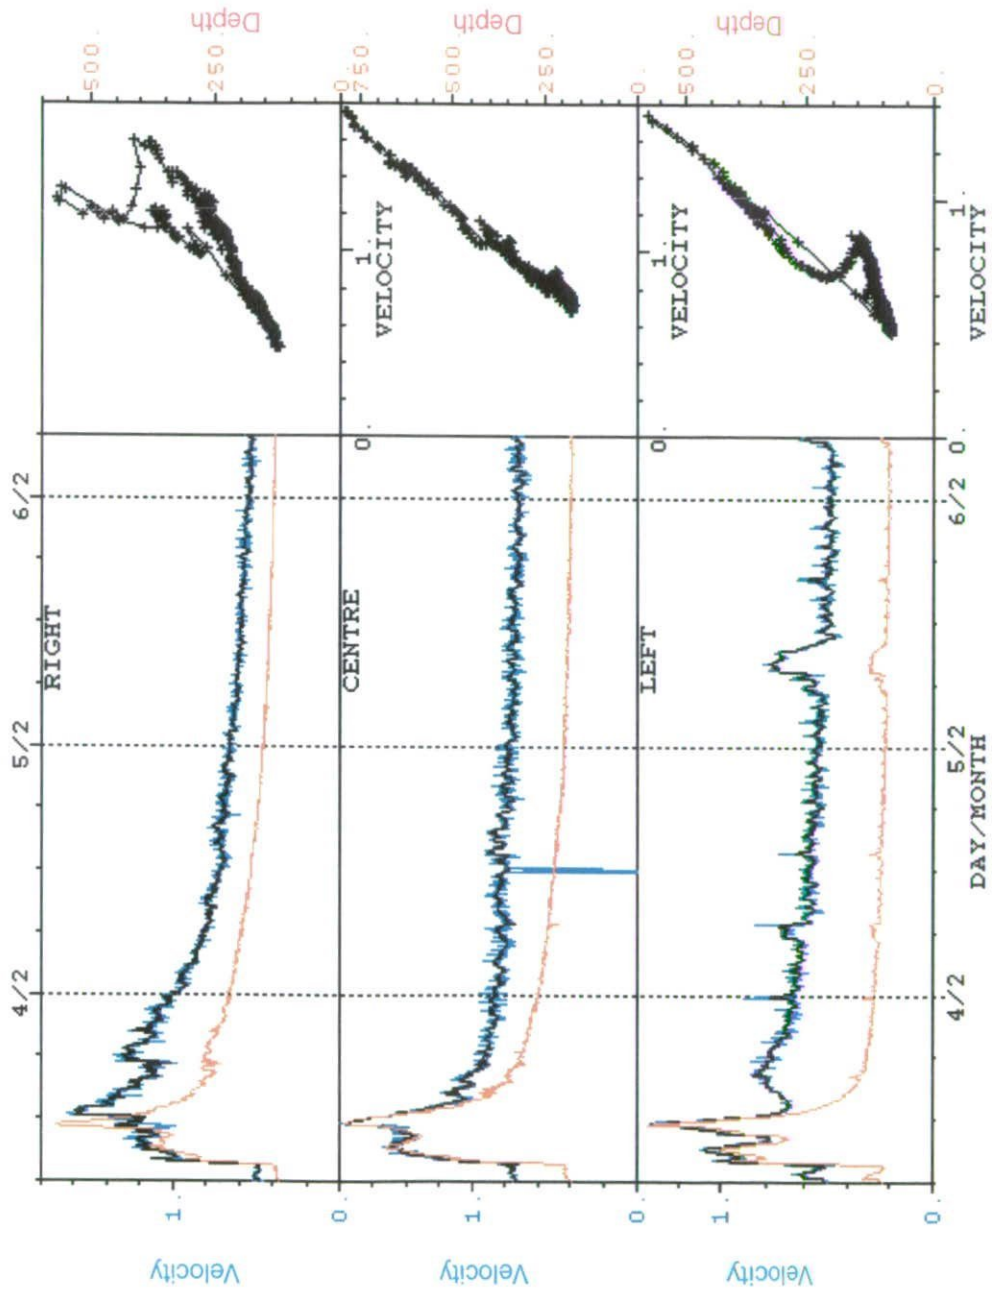 4/2 5/2 6/2
RIGHT
Velocity
1.
0.
500.
250.
0.
Depth
0. 1.
VELOCITY
CENTRE
Velocity
1.
0.
750.
500.
250.
0.
Depth
0. 1.
VELOCITY
LEFT
Velocity
1.
0.
500.
250.
0.
Depth
4/2 5/2 6/2
DAY/MONTH
0. 1.
VELOCITY